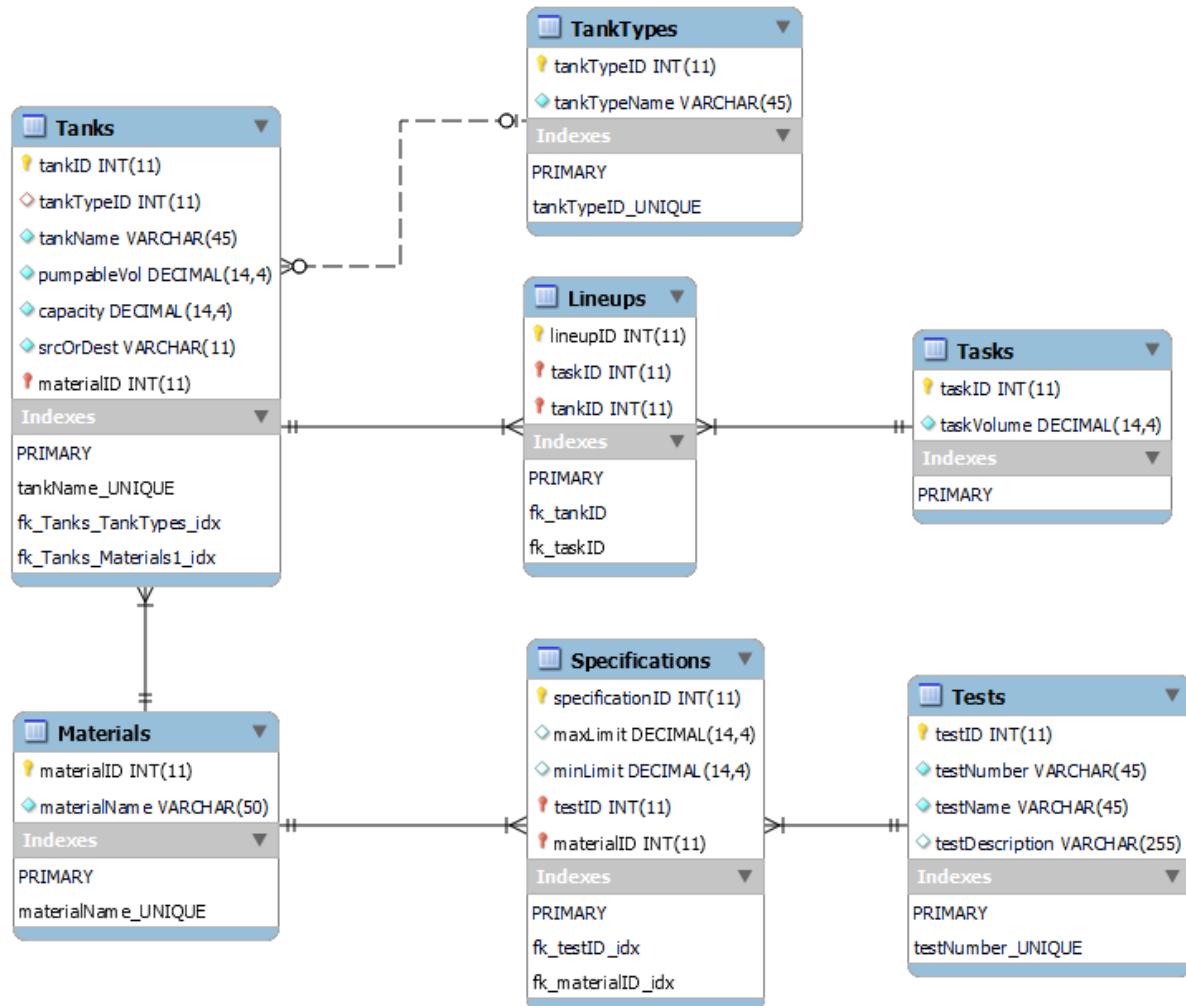 TankTypes
tankTypeID INT(11)
tankTypeName VARCHAR(45)
Indexes
PRIMARY
tankTypeID_UNIQUE
Tanks
tankID INT(11)
tankTypeID INT(11)
tankName VARCHAR(45)
pumpableVol DECIMAL(14,4)
capacity DECIMAL(14,4)
srcOrDest VARCHAR(11)
materialID INT(11)
Indexes
PRIMARY
tankName_UNIQUE
fk_Tanks_TankTypes_idx
fk_Tanks_Materials1_idx
Lineups
lineupID INT(11)
taskID INT(11)
tankID INT(11)
Indexes
PRIMARY
fk_tankID
fk_taskID
Tasks
taskID INT(11)
taskVolume DECIMAL(14,4)
Indexes
PRIMARY
Materials
materialID INT(11)
materialName VARCHAR(50)
Indexes
PRIMARY
materialName_UNIQUE
Specifications
specificationID INT(11)
maxLimit DECIMAL(14,4)
minLimit DECIMAL(14,4)
testID INT(11)
materialID INT(11)
Indexes
PRIMARY
fk_testID_idx
fk_materialID_idx
Tests
testID INT(11)
testNumber VARCHAR(45)
testName VARCHAR(45)
testDescription VARCHAR(255)
Indexes
PRIMARY
testNumber_UNIQUE